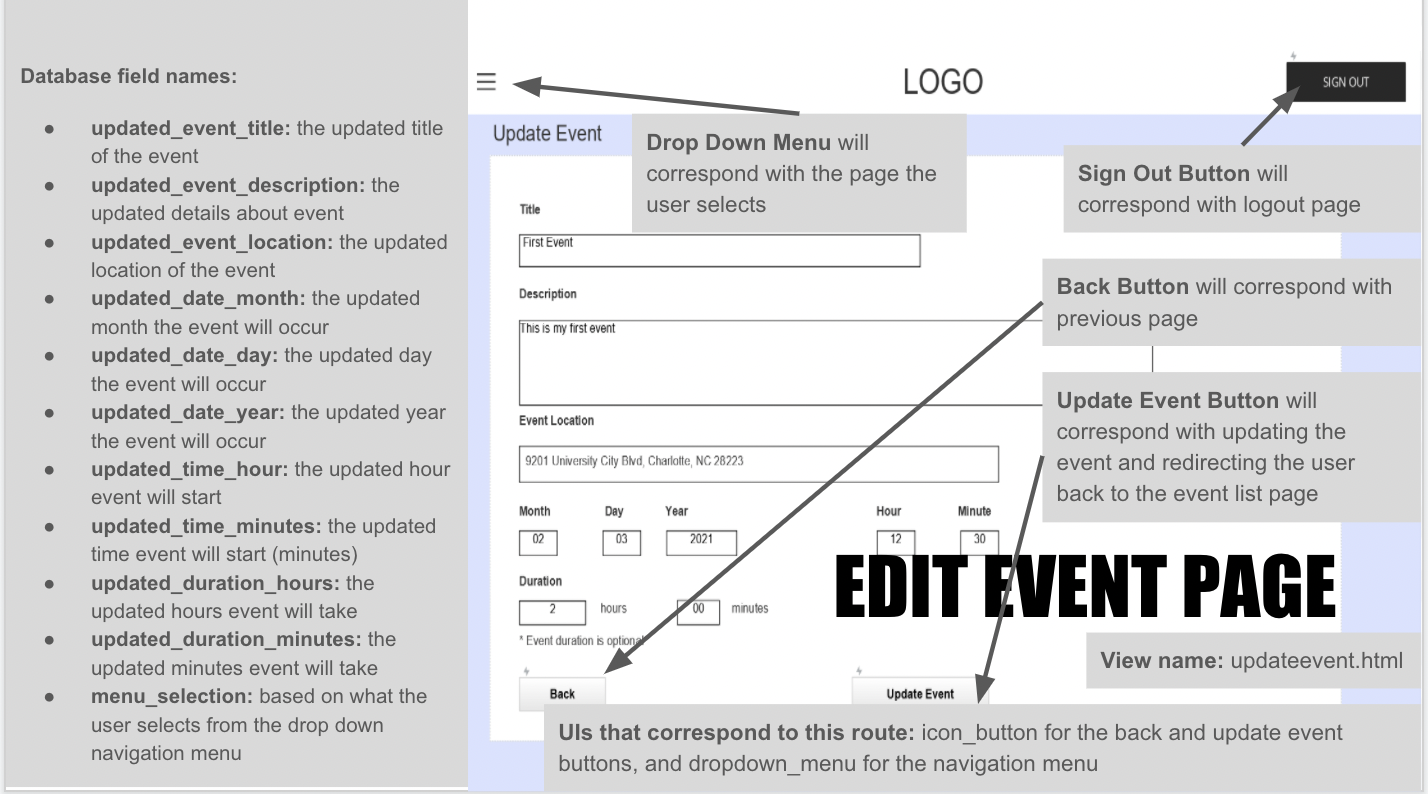 Database field names:
● updated_event_title: the updated title
of the event
● updated_event_description: the
updated details about event
● updated_event_location: the updated
location of the event
● updated_date_month: the updated
month the event will occur
● updated_date_day: the updated day
the event will occur
● updated_date_year: the updated year
the event will occur
● updated_time_hour: the updated hour
event will start
● updated_time_minutes: the updated
time event will start (minutes)
● updated_duration_hours: the
updated hours event will take
● updated_duration_minutes: the
updated minutes event will take
● menu_selection: based on what the
user selects from the drop down
navigation menu
LOGO
SIGN OUT
Update Event
Drop Down Menu will
correspond with the page the
user selects
Sign Out Button will
correspond with logout page
Title
First Event
Description
This is my first event
Back Button will correspond with
previous page
Update Event Button will
correspond with updating the
event and redirecting the user
back to the event list page
Event Location
9201 University City Blvd, Charlotte, NC 28223
Month Day Year Hour Minute
02 03 2021 12 30
EDIT EVENT PAGE
Duration
2 hours 00 minutes
* Event duration is optional
View name: updateevent.html
Back Update Event
UIs that correspond to this route: icon_button for the back and update event
buttons, and dropdown_menu for the navigation menu